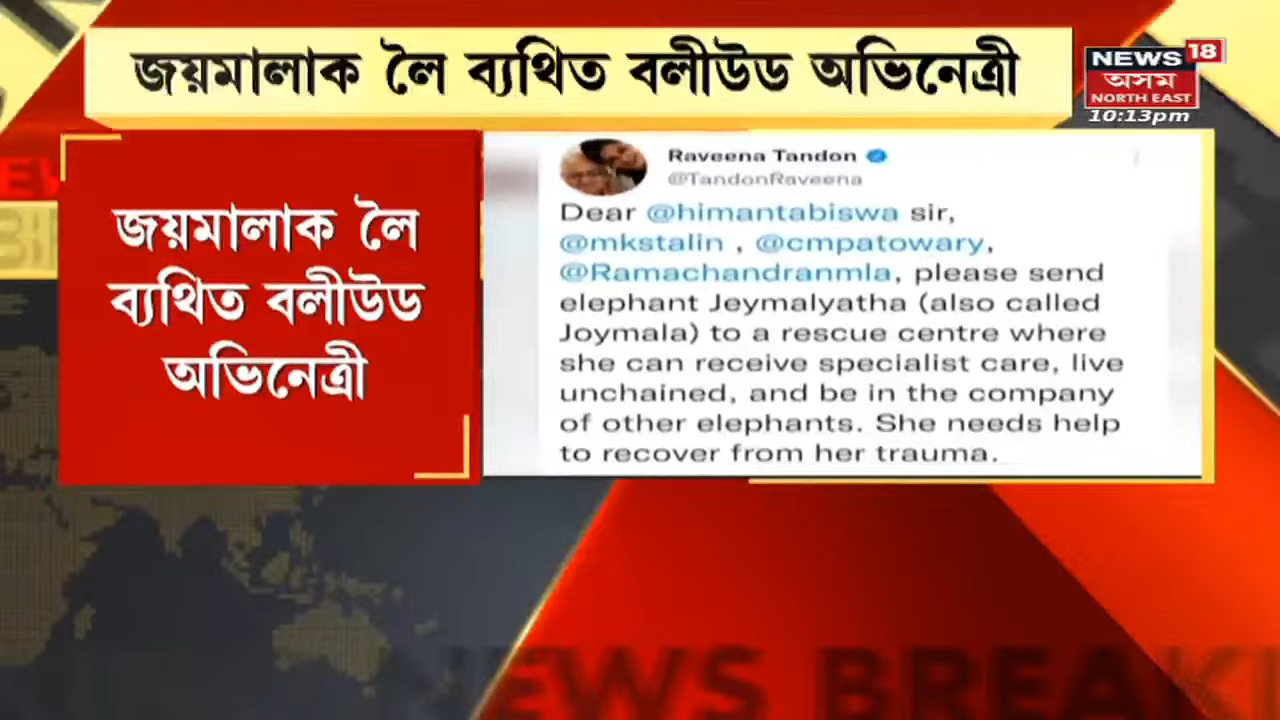 জয়মালাক লৈ ব্যথিত বলীউড অভিনেত্ৰী
NEWS 18
অসম
NORTH EAST
10:13pm
জয়মালাক লৈ
ব্যথিত বলীউড
অভিনেত্ৰী
Raveena Tandon
@TandonRaveena
Dear @himantabiswa sir,
@mkstalin , @cmpatowary,
@Ramachandranmla, please send
elephant Jeymalyatha (also called
Joymala) to a rescue centre where
she can receive specialist care, live
unchained, and be in the company
of other elephants. She needs help
to recover from her trauma.
NEWS BREAKI